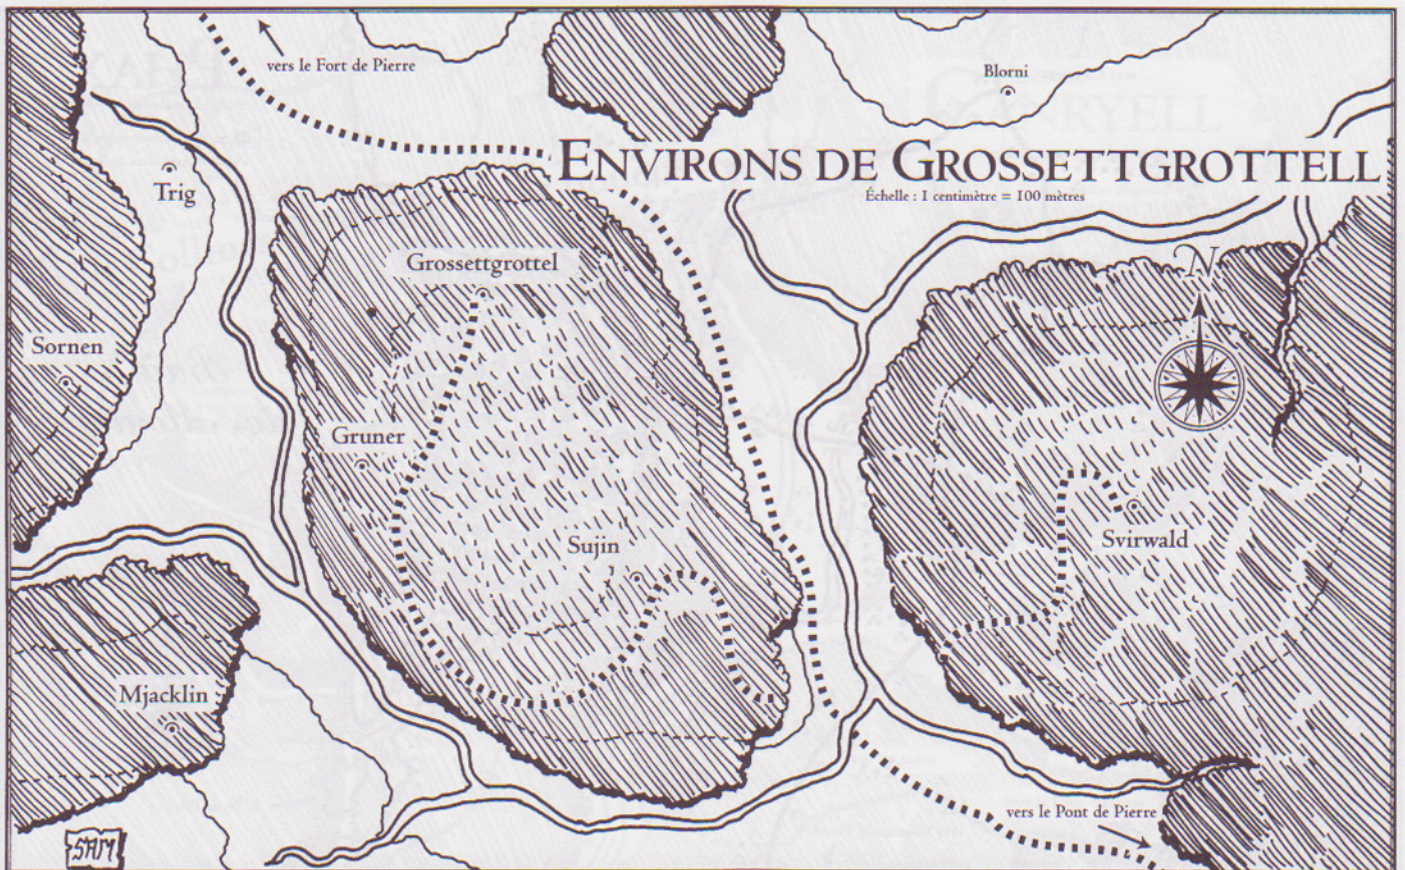 vers le Fort de Pierre
Blorni
ENVIRONS DE GROSSETTGROTTELL
Échelle : 1 centimètre = 100 mètres
Trig
Grossettgrottel
N
Sornen
Gruner
Sujin
Svirwald
Mjacklin
vers le Pont de Pierre
SAM